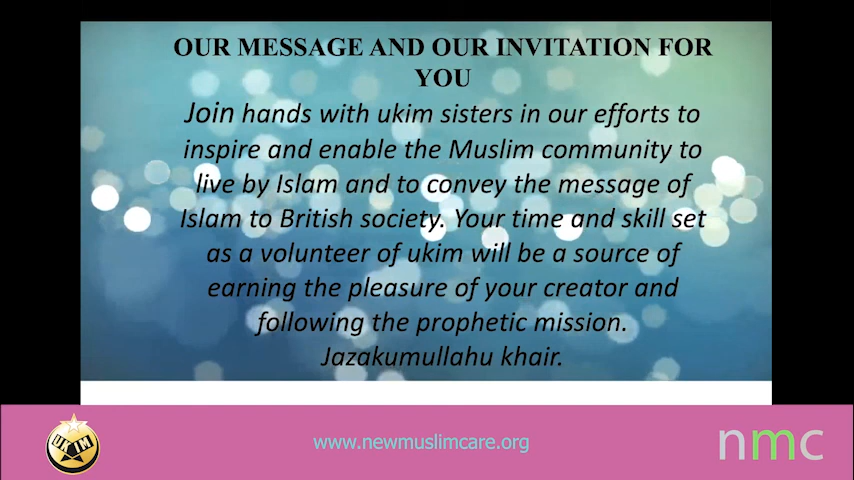 OUR MESSAGE AND OUR INVITATION FOR
YOU
Join hands with ukim sisters in our efforts to
inspire and enable the Muslim community to
live by Islam and to convey the message of
Islam to British society. Your time and skill set
as a volunteer of ukim will be a source of
earning the pleasure of your creator and
following the prophetic mission.
Jazakumullahu khair.
UKIM
www.newmuslimcare.org
nmc